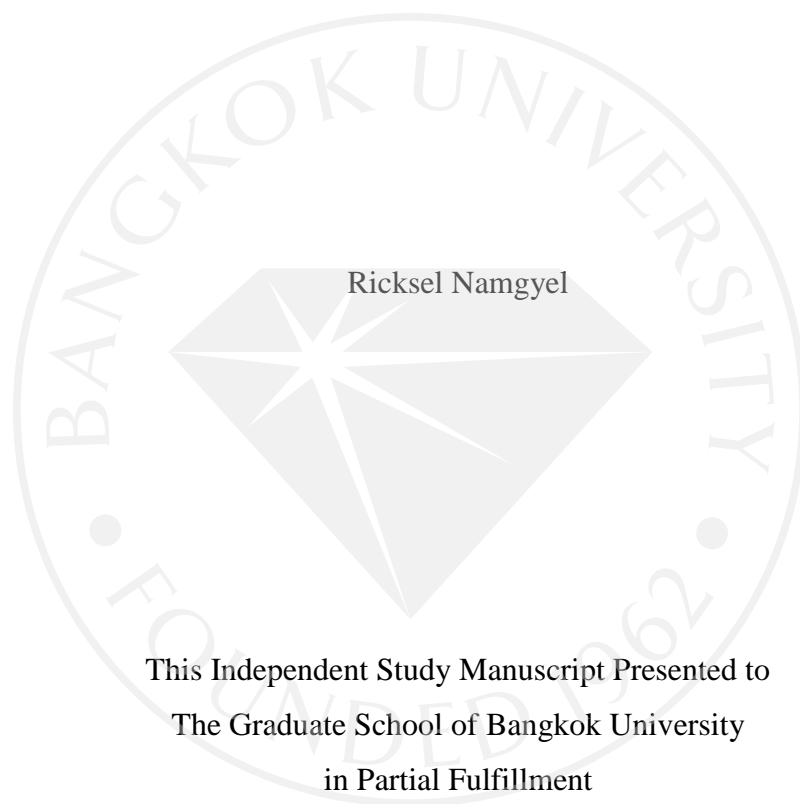 BANGKOK UNIVERSITY
Ricksel Namgyel
This Independent Study Manuscript Presented to
The Graduate School of Bangkok University
in Partial Fulfillment
• FOUNDED 1962 •